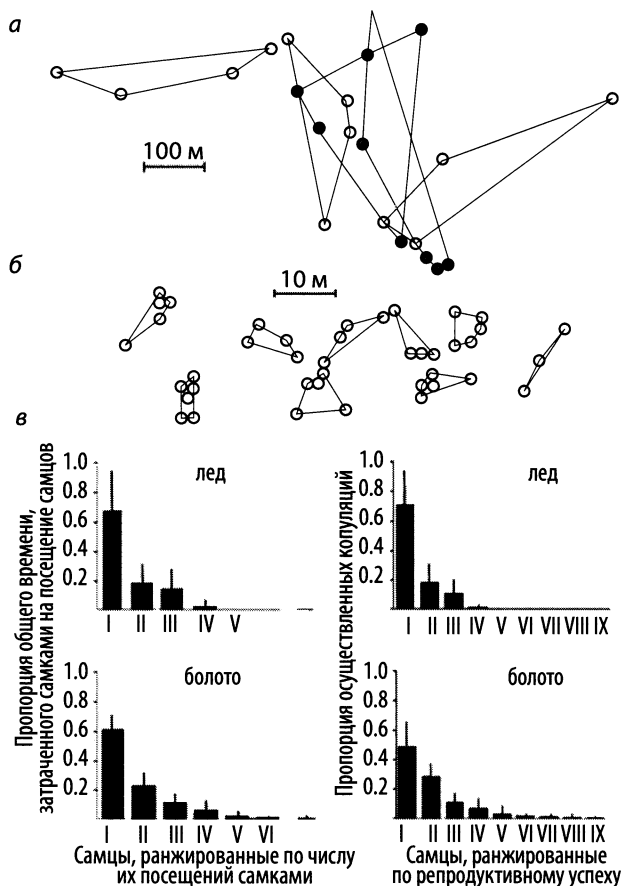 а
100 м
б
10 м
в
Пропорция общего времени,
затраченного самками на посещение самцов
1.0
0.8
0.6
0.4
0.2
лед
I II III IV V
Пропорция осуществленных копуляций
1.0
0.8
0.6
0.4
0.2
лед
I II III IV V VI VII VIII IX
1.0
0.8
0.6
0.4
0.2
болото
I II III IV V VI
Самцы, ранжированные по числу
их посещений самками
1.0
0.8
0.6
0.4
0.2
болото
I II III IV V VI VII VIII IX
Самцы, ранжированные
по репродуктивному успеху